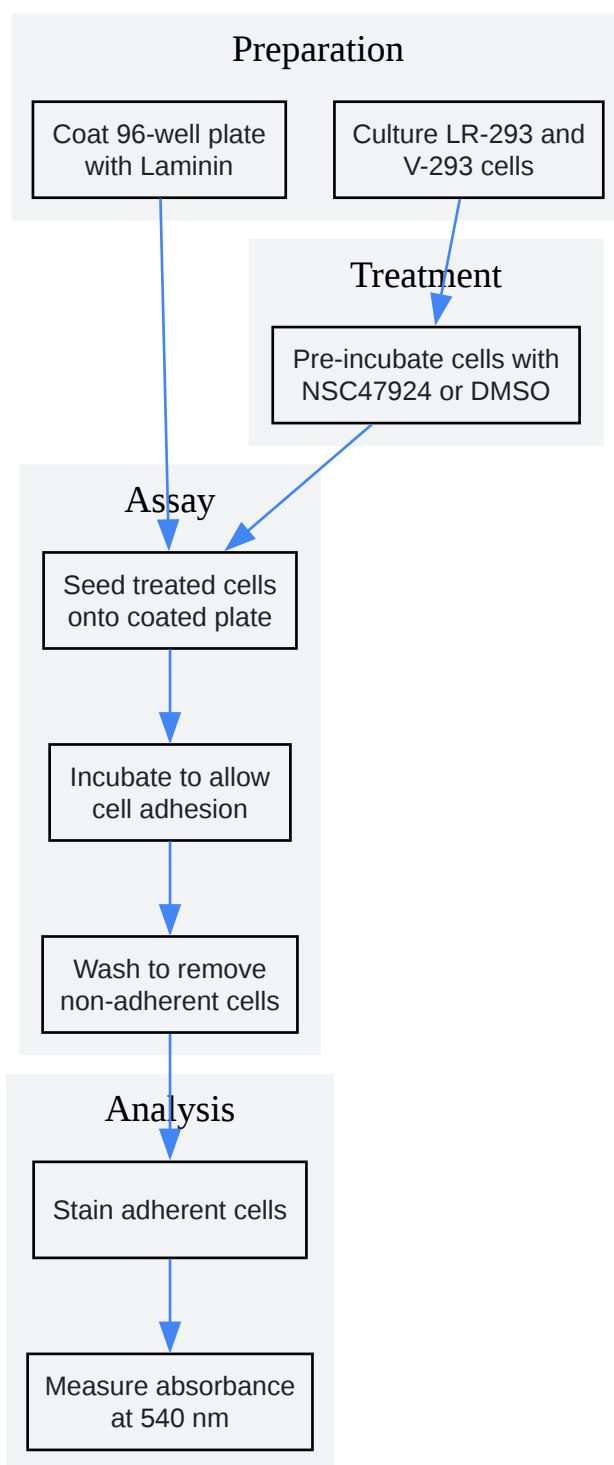 Preparation
Coat 96-well plate
with Laminin
Culture LR-293 and
V-293 cells
Treatment
Pre-incubate cells with
NSC47924 or DMSO
Assay
Seed treated cells
onto coated plate
Incubate to allow
cell adhesion
Wash to remove
non-adherent cells
Analysis
Stain adherent cells
Measure absorbance
at 540 nm